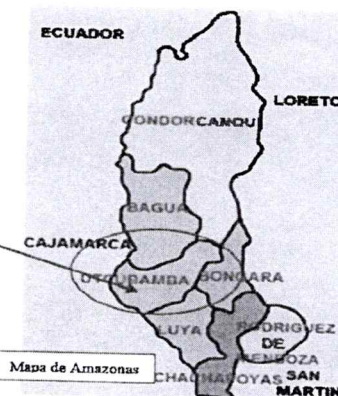 ECUADOR
LORETO
CONDORCANQUI
BAGUA
CAJAMARCA
UTCUBAMBA
BONGARA
LUYA
RODRIGUEZ
DE
MENDOZA
CHACHAPOYAS
SAN
MARTIN
Mapa de Amazonas